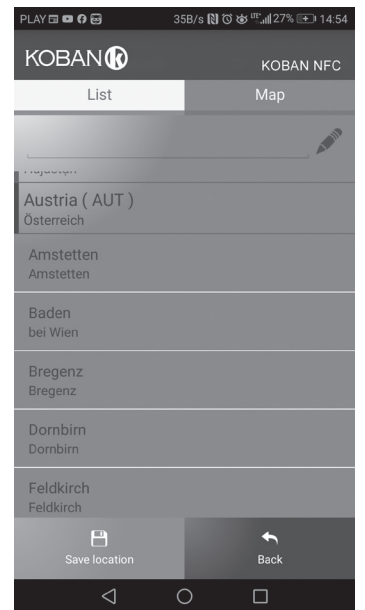 PLAY 35B/s LTE 27% 14:54
KOBAN K
KOBAN NFC
List Map
Austria ( AUT )
Österreich
Amstetten
Amstetten
Baden
bei Wien
Bregenz
Bregenz
Dornbirn
Dornbirn
Feldkirch
Feldkirch
Save location Back